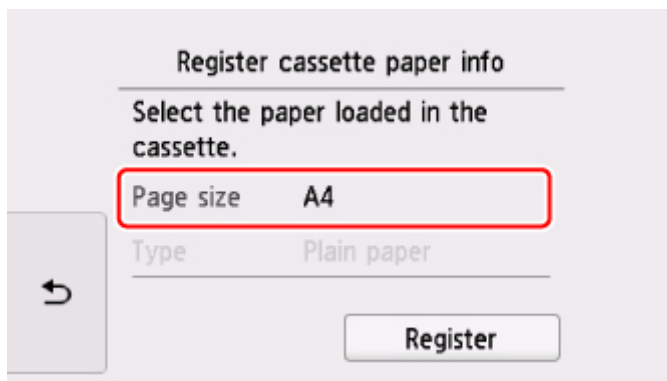 Register cassette paper info
Select the paper loaded in the
cassette.
Page size A4
Type Plain paper
Register